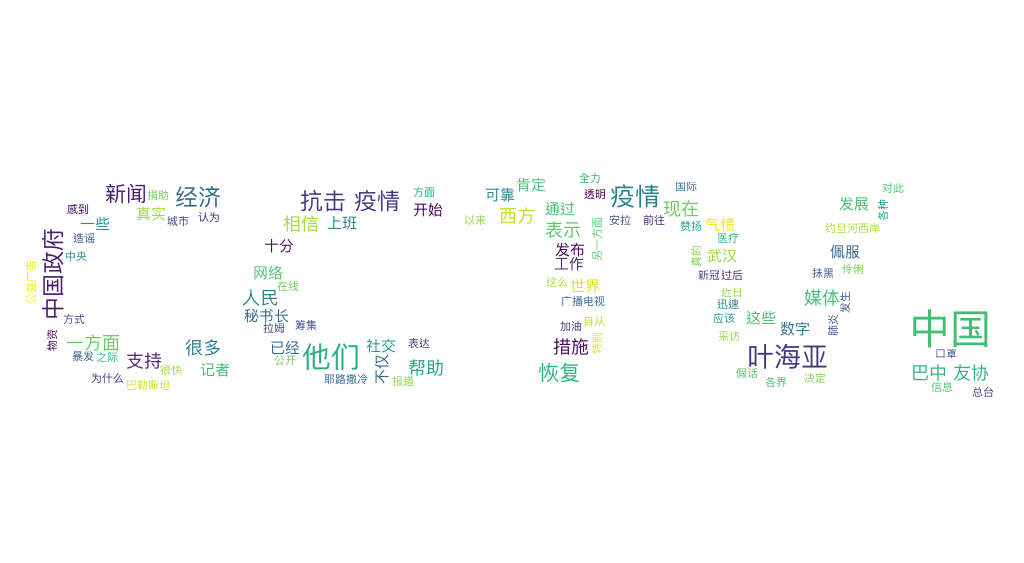 新闻
捐助
经济
感到
一些
真实
城市
认为
造谣
中央
中国政府
公益广告
方式
物资
一方面
暴发
之际
支持
很快
为什么
巴勒斯坦
很多
记者
抗击
疫情
方面
开始
相信
上班
十分
网络
在线
人民
秘书长
拉姆
筹集
已经
公开
他们
社交
表达
不仅
帮助
耶路撒冷
报道
可靠
肯定
全力
透明
以来
西方
通过
表示
另一方面
发布
工作
这么
世界
广播电视
加油
自从
措施
特别
恢复
疫情
国际
安拉
前往
现在
赞扬
气愤
医疗
真的
武汉
新冠
过后
近日
迅速
应该
这些
采访
数字
肺炎
叶海亚
假话
各界
决定
对此
发展
各种
约旦河西岸
佩服
抹黑
伶俐
媒体
发生
中国
口罩
巴中
友协
信息
总台